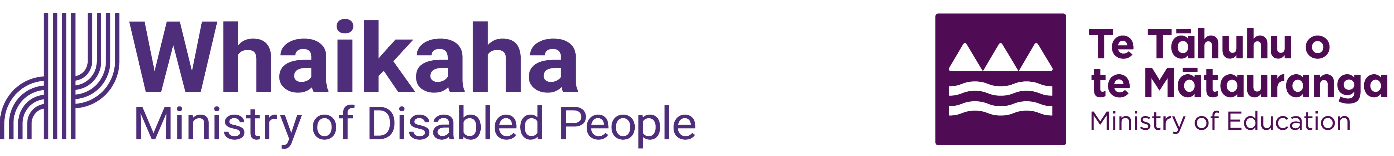 Whaikaha
Ministry of Disabled People
Te Tāhuhu o
te Mātauranga
Ministry of Education